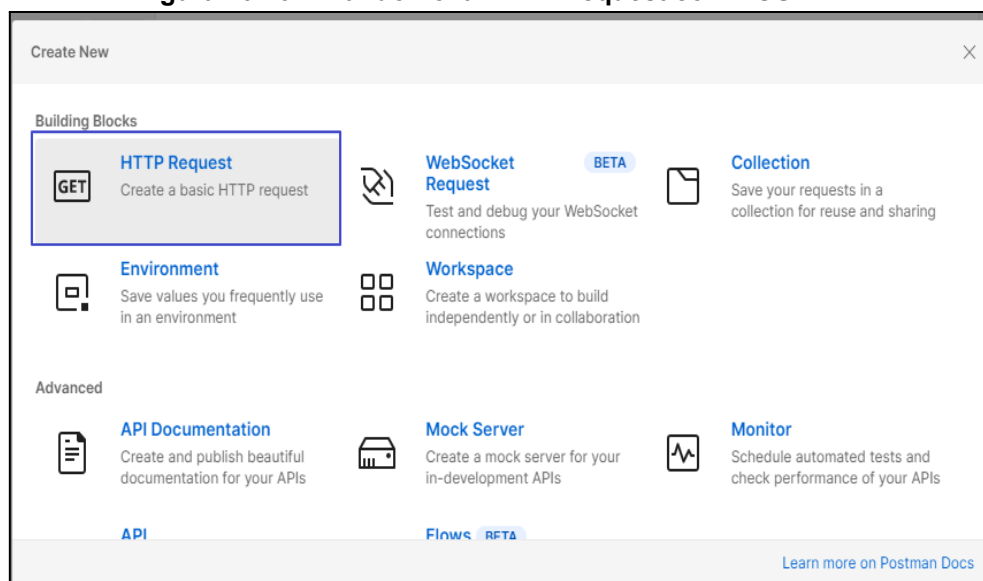 Create New
Building Blocks
GET
HTTP Request
Create a basic HTTP request
WebSocket Request BETA
Test and debug your WebSocket
connections
Collection
Save your requests in a
collection for reuse and sharing
Environment
Save values you frequently use
in an environment
Workspace
Create a workspace to build
independently or in collaboration
Advanced
API Documentation
Create and publish beautiful
documentation for your APIs
Mock Server
Create a mock server for your
in-development APIs
Monitor
Schedule automated tests and
check performance of your APIs
API
Flows BETA
Learn more on Postman Docs